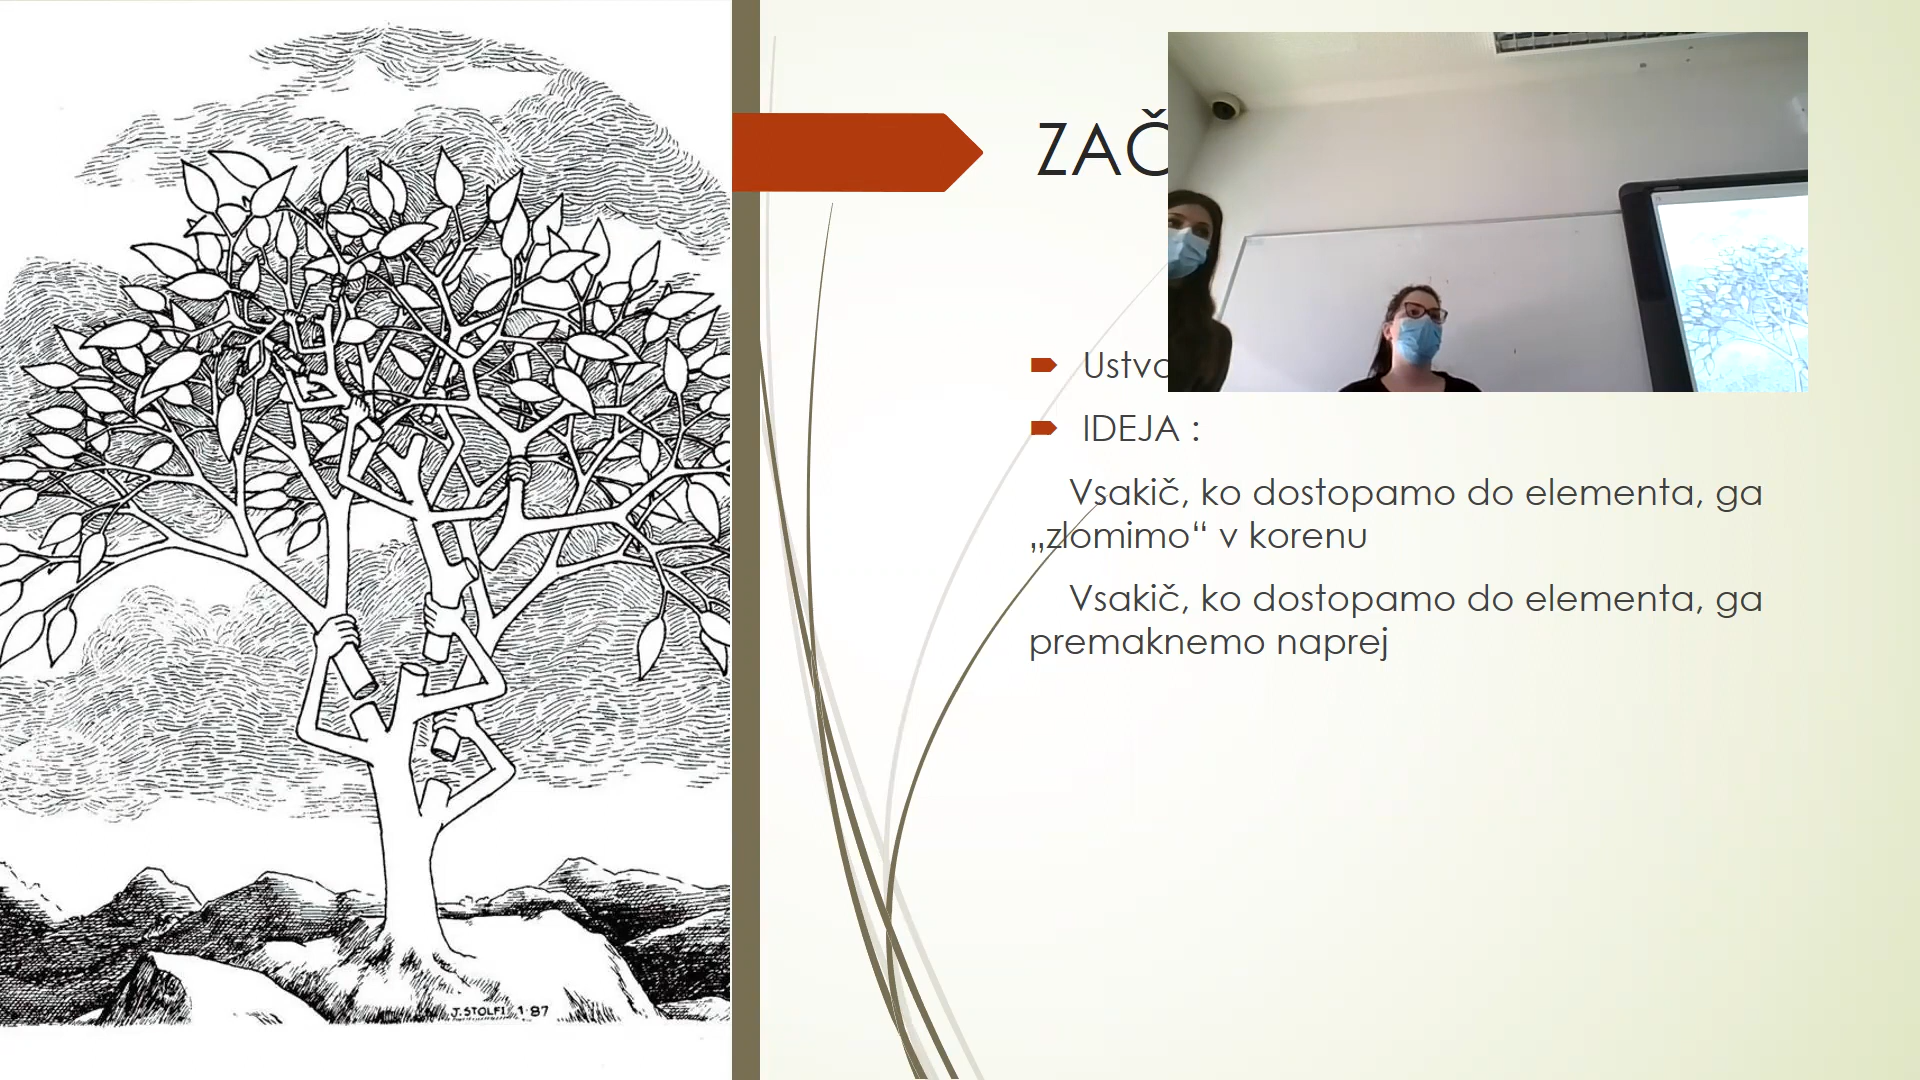 ZAČ
Ustvo
IDEJA :
Vsakič, ko dostopamo do elementa, ga
„zlomimo“ v korenu
Vsakič, ko dostopamo do elementa, ga
premaknemo naprej
J. STOLFI 1·87